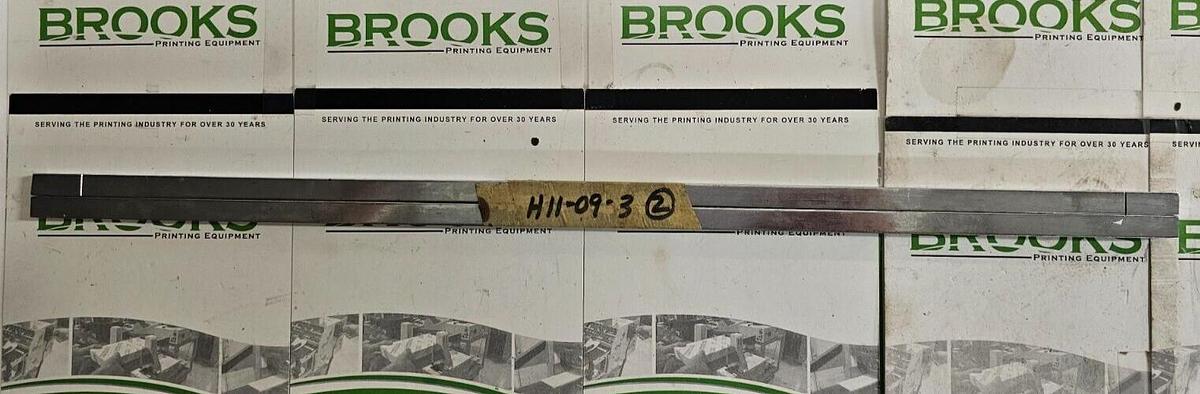 BROOKS
PRINTING EQUIPMENT
BROOKS
PRINTING EQUIPMENT
BROOKS
PRINTING EQUIPMENT
BROOKS
PRINTING EQUIPMENT
SERVING THE PRINTING INDUSTRY FOR OVER 30 YEARS
SERVING THE PRINTING INDUSTRY FOR OVER 30 YEARS
SERVING THE PRINTING INDUSTRY FOR OVER 30 YEARS
SERVING THE PRINTING INDUSTRY FOR OVER 30 YEARS
H11-09-3 2
BROOKS
PRINTING EQUIPMENT
PRINTING EQUIPMENT
PRINTING EQUIPMENT
BROOKS
PRINTING EQUIPMENT